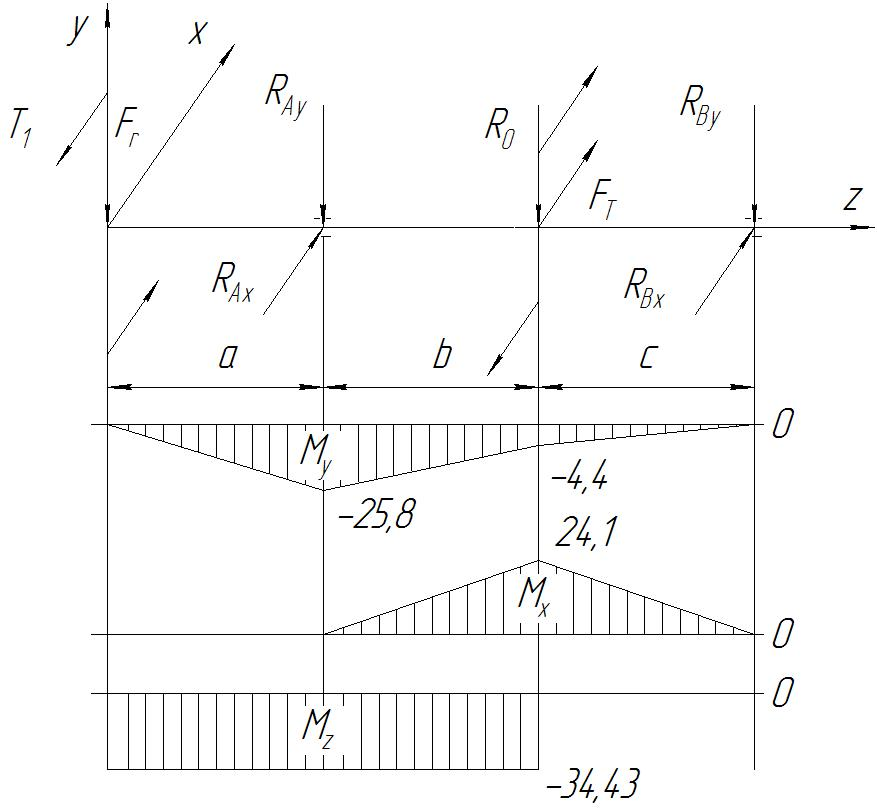 y
x
T1
Fr
RAy
R0
RBy
FT
z
RAx
RBx
a
b
c
0
My
-25,8
-4,4
24,1
Mx
0
0
Mz
-34,43